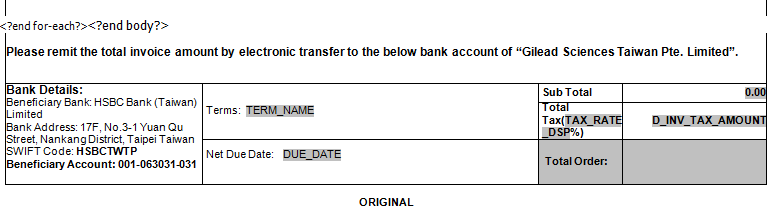 <?end for-each?><?end body?>
Please remit the total invoice amount by electronic transfer to the below bank account of “Gilead Sciences Taiwan Pte. Limited”.
Bank Details:
Beneficiary Bank: HSBC Bank (Taiwan)
Limited
Bank Address: 17F, No.3-1 Yuan Qu
Street, Nankang District, Taipei Taiwan
SWIFT Code: HSBCTWTP
Beneficiary Account: 001-063031-031
Terms: TERM_NAME
Net Due Date: DUE_DATE
Sub Total 0.00
Total
Tax(TAX_RATE
_DSP%) D_INV_TAX_AMOUNT
Total Order:
ORIGINAL